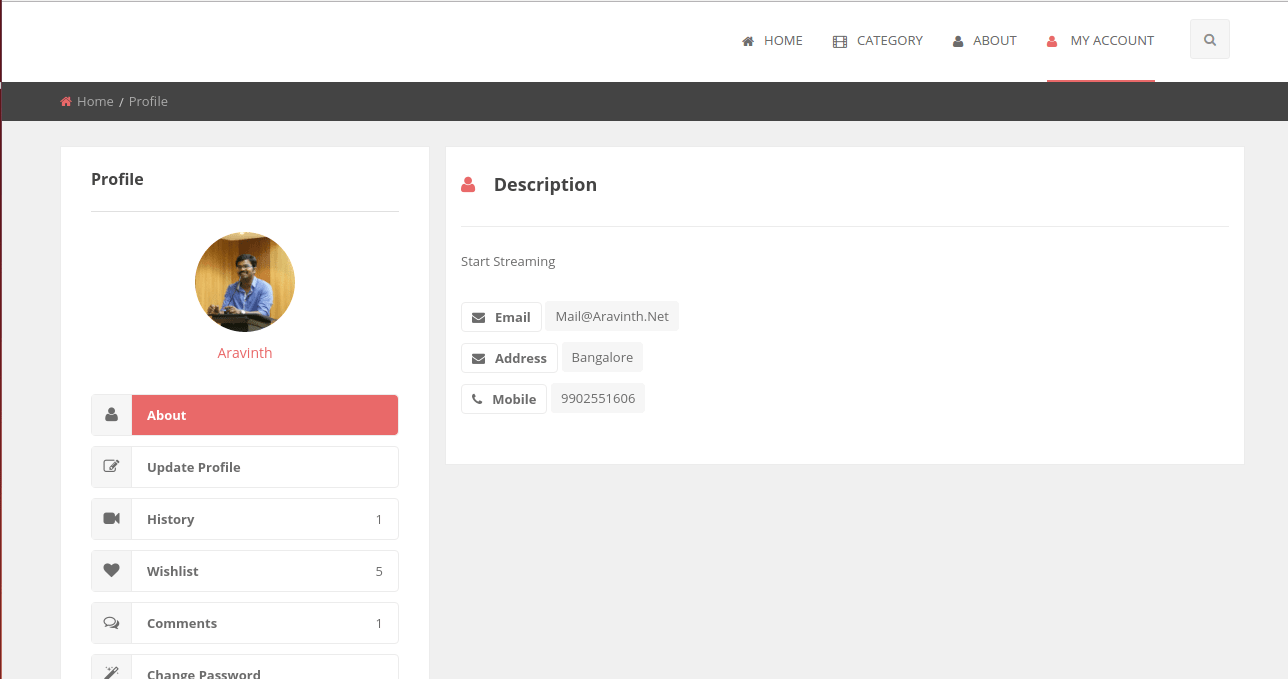 HOME CATEGORY ABOUT MY ACCOUNT
Home / Profile
Profile
Aravinth
About
Update Profile
History 1
Wishlist 5
Comments 1
Change Password
Description
Start Streaming
Email Mail@Aravinth.Net
Address Bangalore
Mobile 9902551606